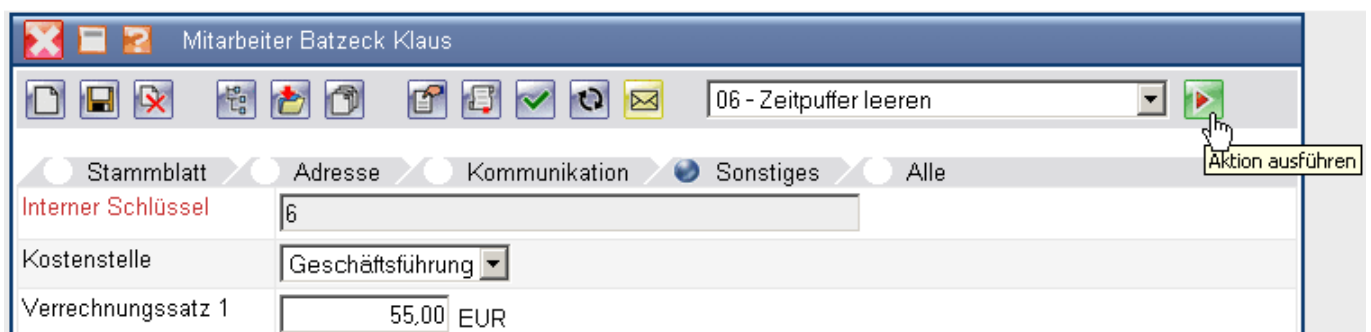 Mitarbeiter Batzeck Klaus
06 - Zeitpuffer leeren
Aktion ausführen
Stammblatt Adresse Kommunikation Sonstiges Alle
Interner Schlüssel 6
Kostenstelle Geschäftsführung
Verrechnungssatz 1 55,00 EUR